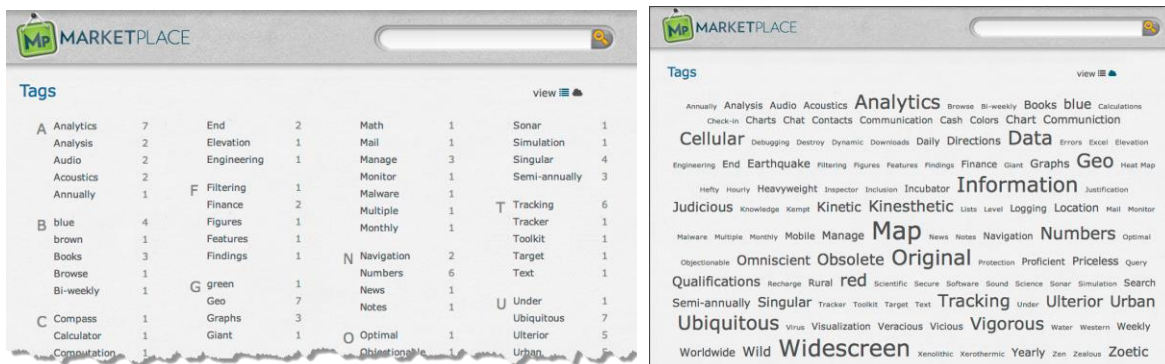 MP MARKETPLACE
Tags
view
A Analytics 7
Analysis 2
Audio 2
Acoustics 2
Annually 1
B blue 4
brown 1
Books 3
Browse 1
Bi-weekly 1
C Compass 1
Calculator 1
Computation 1
End 2
Elevation 1
Engineering 1
F Filtering 1
Finance 2
Figures 1
Features 1
Findings 1
G green 1
Geo 7
Graphs 3
Giant 1
Math 1
Mail 1
Manage 3
Monitor 1
Malware 1
Multiple 1
Monthly 1
N Navigation 2
Numbers 6
News 1
Notes 1
O Optimal 1
Objectionable 1
Sonar 1
Simulation 1
Singular 4
Semi-annually 3
T Tracking 6
Tracker 1
Toolkit 1
Target 1
Text 1
U Under 1
Ubiquitous 7
Ulterior 5
Urban
MP MARKETPLACE
Tags
view
Annually Analysis Audio Acoustics Analytics Browse Bi-weekly Books blue Calculations
Check-in Charts Chat Contacts Communication Cash Colors Chart Communiction
Cellular Debugging Destroy Dynamic Downloads Daily Directions Data Errors Excel Elevation
Engineering End Earthquake Filtering Figures Features Findings Finance Giant Graphs Geo Heat Map
Hefty Hourly Heavyweight Inspector Inclusion Incubator Information Justification
Judicious Knowledge Kempt Kinetic Kinesthetic Lists Level Logging Location Mail Monitor
Malware Multiple Monthly Mobile Manage Map News Notes Navigation Numbers Optimal
Objectionable Omniscient Obsolete Original Protection Proficient Priceless Query
Qualifications Recharge Rural red Scientific Secure Software Sound Science Sonar Simulation Search
Semi-annually Singular Tracker Toolkit Target Text Tracking Under Ulterior Urban
Ubiquitous Virus Visualization Veracious Vicious Vigorous Water Western Weekly
Worldwide Wild Widescreen Xenolithic Xerothermic Yearly Zen Zealous Zoetic